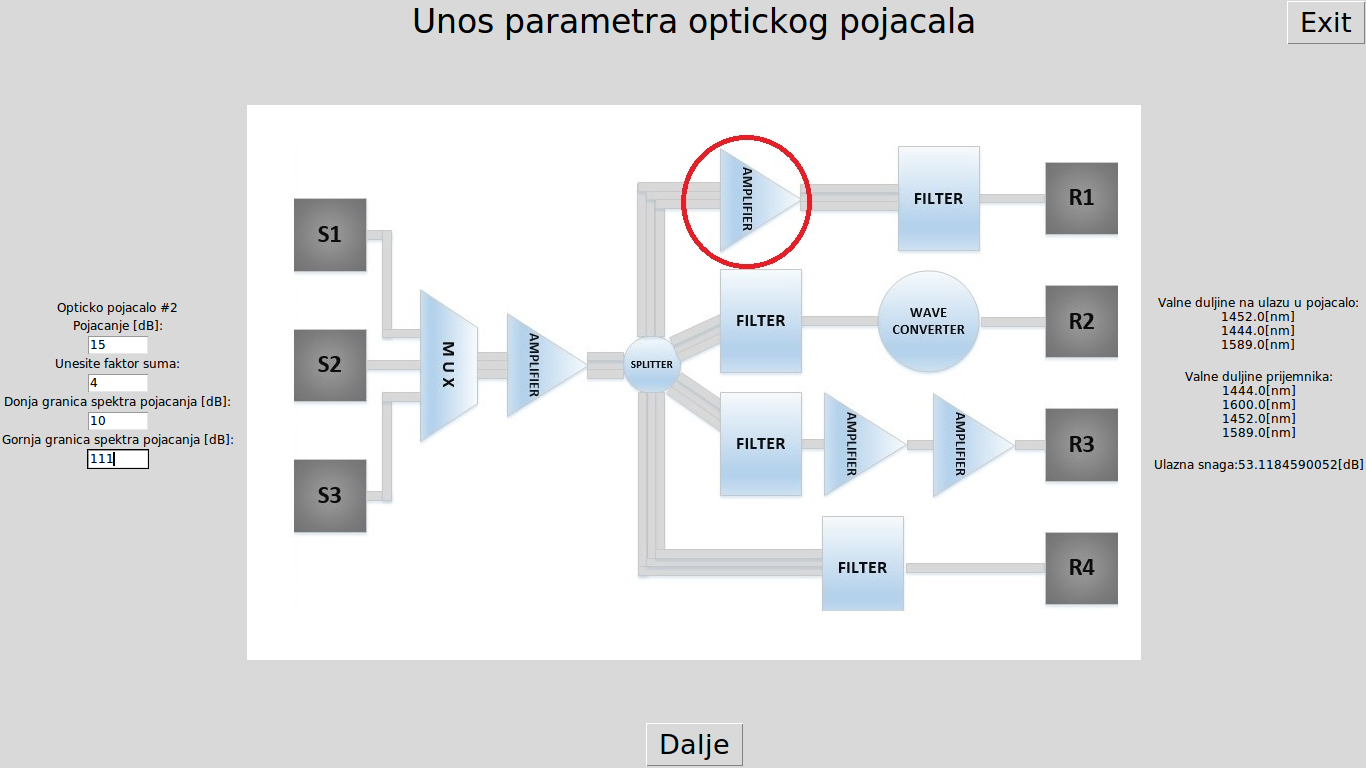 Unos parametra optickog pojacala
Exit
Opticko pojacalo #2
Pojacanje [dB]:
15
Unesite faktor suma:
4
Donja granica spektra pojacanja [dB]:
10
Gornja granica spektra pojacanja [dB]:
111
S1
S2
S3
MUX
AMPLIFIER
SPLITTER
AMPLIFIER
FILTER
R1
FILTER
WAVE
CONVERTER
R2
FILTER
AMPLIFIER
AMPLIFIER
R3
FILTER
R4
Valne duljine na ulazu u pojacalo:
1452.0[nm]
1444.0[nm]
1589.0[nm]
Valne duljine prijemnika:
1444.0[nm]
1600.0[nm]
1452.0[nm]
1589.0[nm]
Ulazna snaga:53.1184590052[dB]
Dalje